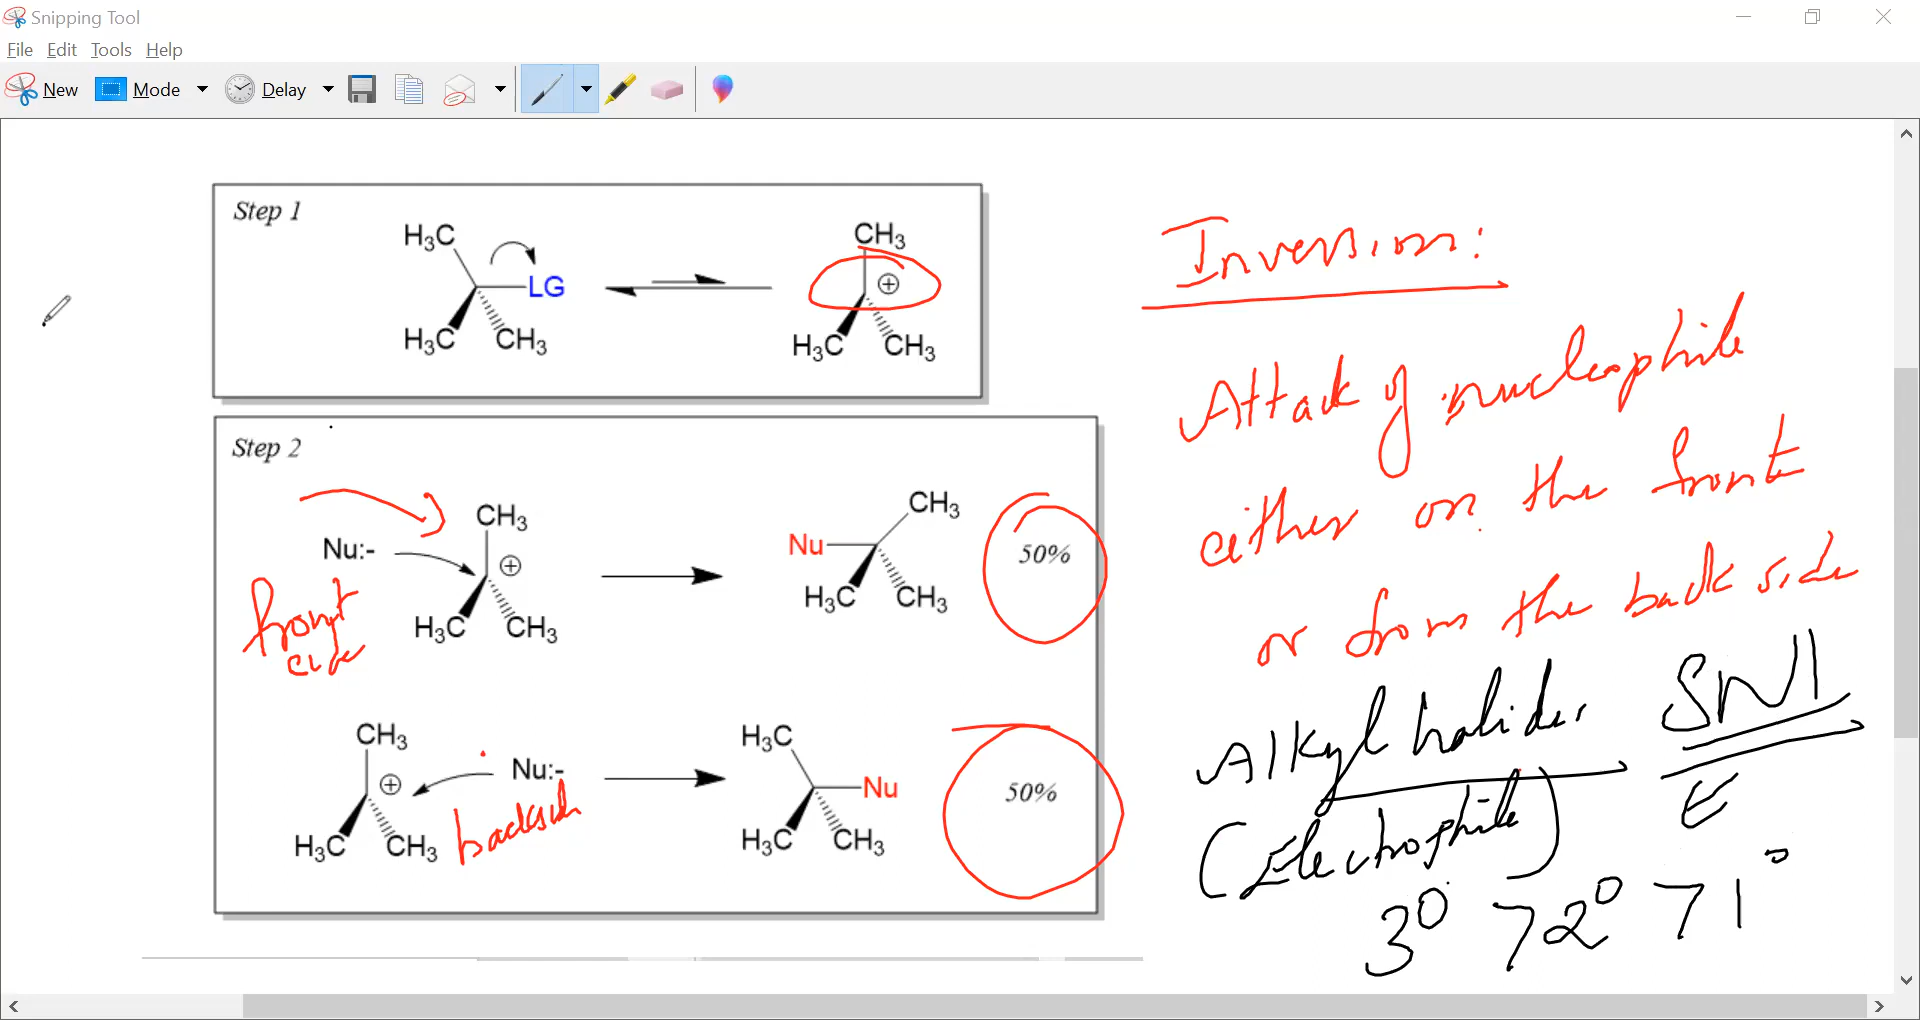 Snipping Tool
File Edit Tools Help
New Mode Delay
Step 1
H₃C
LG
H₃C CH₃
CH₃
⊕
H₃C CH₃
Step 2
Nu:-
CH₃
⊕
H₃C CH₃
Nu
CH₃
H₃C CH₃
50%
front
side
CH₃
⊕
H₃C CH₃
Nu:-
backside
H₃C
Nu
H₃C CH₃
50%
Inversion:
Attack of nucleophile
either on the front
or from the back side
Alkyl halides
SN1
(Electrophile)
E
3° > 2° > 1°